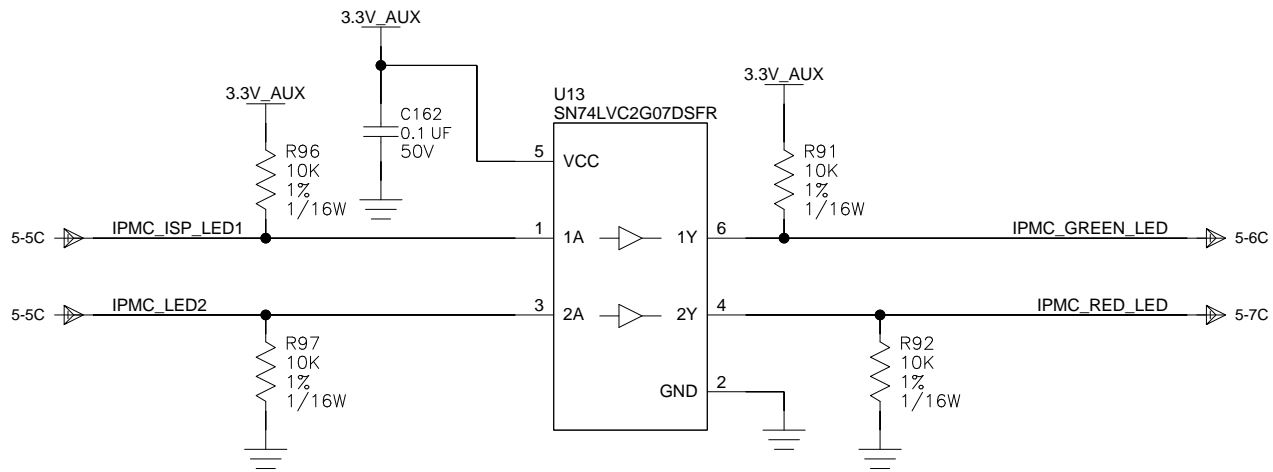 3.3V_AUX
3.3V_AUX
3.3V_AUX
C162
0.1 UF
50V
U13
SN74LVC2G07DSFR
R96
10K
1%
1/16W
R91
10K
1%
1/16W
5 VCC
5-5C IPMC_ISP_LED1 1 1A 1Y 6 IPMC_GREEN_LED 5-6C
5-5C IPMC_LED2 3 2A 2Y 4 IPMC_RED_LED 5-7C
R97
10K
1%
1/16W
R92
10K
1%
1/16W
GND 2